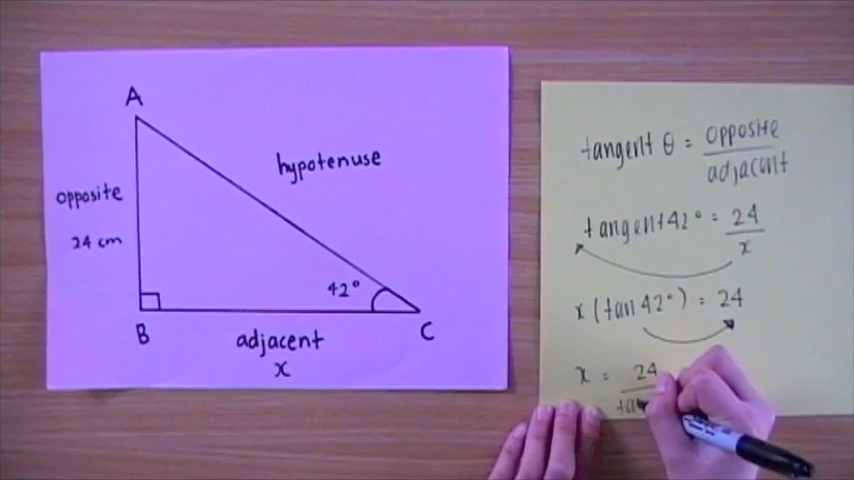 A
hypotenuse
opposite
24 cm
42°
B
adjacent
C
x
tangent θ = opposite
adjacent
tangent 42° = 24
x
x (tan 42°) = 24
x = 24